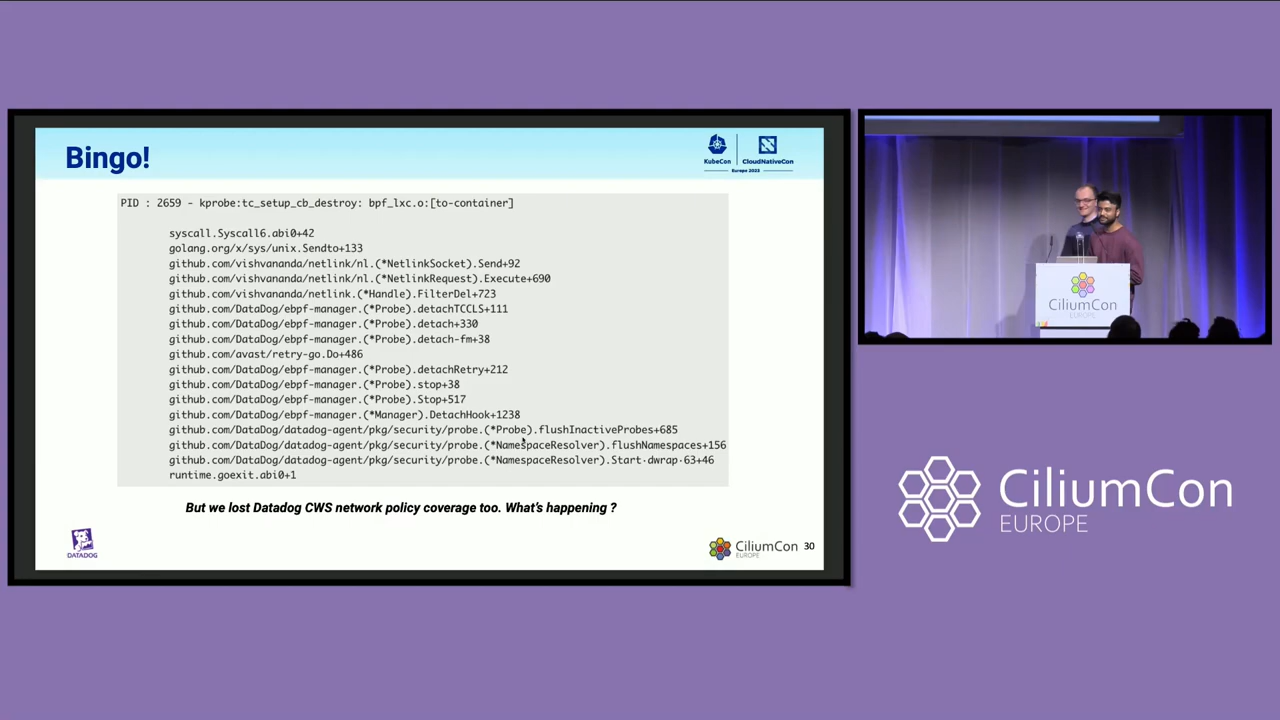 Bingo!
KubeCon
CloudNativeCon
Europe 2023
PID : 2659 - kprobe:tc_setup_cb_destroy: bpf_lxc.o:[to-container]
syscall.Syscall6.abi0+42
golang.org/x/sys/unix.Sendto+133
github.com/vishvananda/netlink/nl.(*NetlinkSocket).Send+92
github.com/vishvananda/netlink/nl.(*NetlinkRequest).Execute+690
github.com/vishvananda/netlink.(*Handle).FilterDel+723
github.com/DataDog/ebpf-manager.(*Probe).detachTCCLS+111
github.com/DataDog/ebpf-manager.(*Probe).detach+330
github.com/DataDog/ebpf-manager.(*Probe).detach-fm+38
github.com/avast/retry-go.Do+486
github.com/DataDog/ebpf-manager.(*Probe).detachRetry+212
github.com/DataDog/ebpf-manager.(*Probe).stop+38
github.com/DataDog/ebpf-manager.(*Probe).Stop+517
github.com/DataDog/ebpf-manager.(*Manager).DetachHook+1238
github.com/DataDog/datadog-agent/pkg/security/probe.(*Probe).flushInactiveProbes+685
github.com/DataDog/datadog-agent/pkg/security/probe.(*NamespaceResolver).flushNamespaces+156
github.com/DataDog/datadog-agent/pkg/security/probe.(*NamespaceResolver).Start·dwrap·63+46
runtime.goexit.abi0+1
But we lost Datadog CWS network policy coverage too. What's happening ?
DATADOG
CiliumCon
EUROPE
30
CiliumCon
EUROPE
CiliumCon
EUROPE